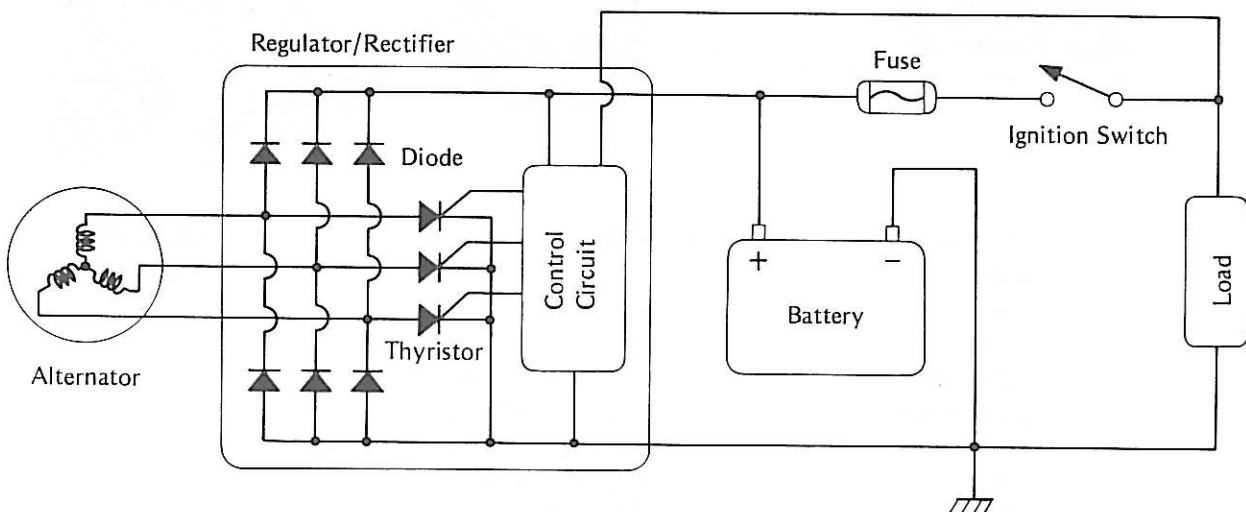 Regulator/Rectifier
Fuse
Ignition Switch
Diode
Control
Circuit
Load
+
−
Battery
Thyristor
Alternator